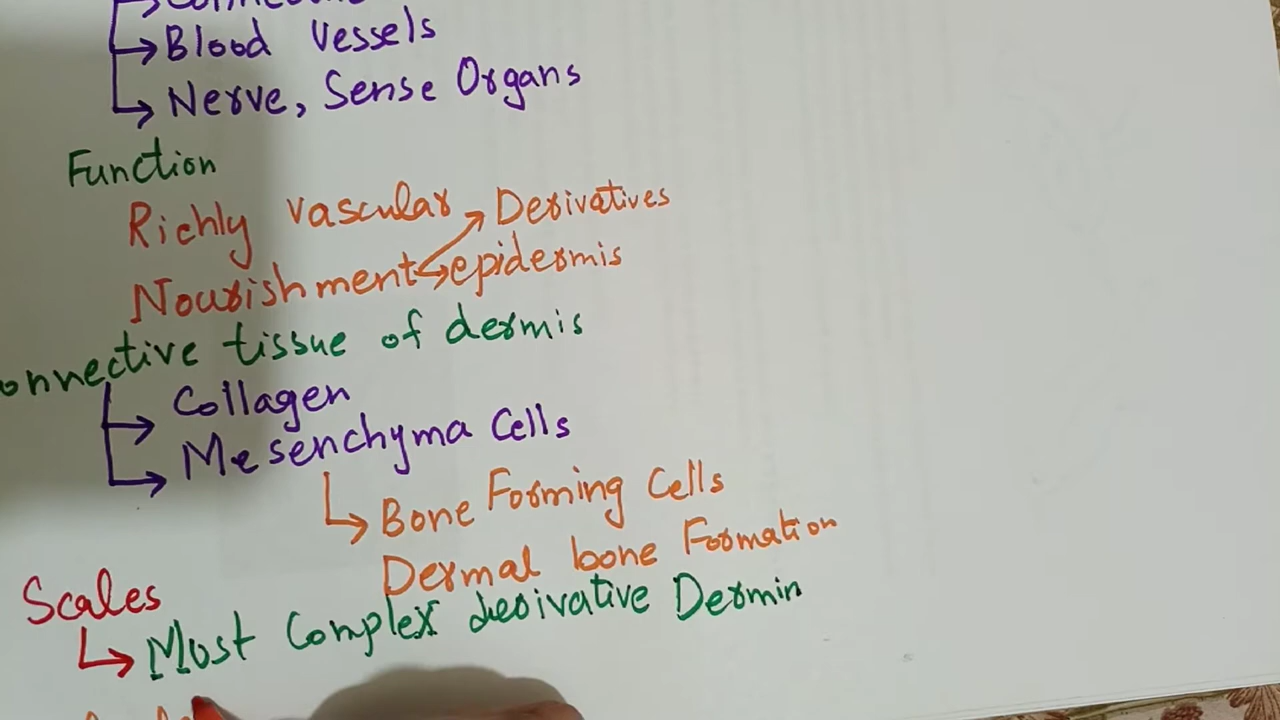 Blood Vessels
Nerve, Sense Organs
Function
Richly vascular
Derivatives
Nourishment
epidermis
onnective tissue of dermis
Collagen
Mesenchyma Cells
Bone Forming Cells
Dermal bone Formation
Scales
Most Complex derivative Dermin